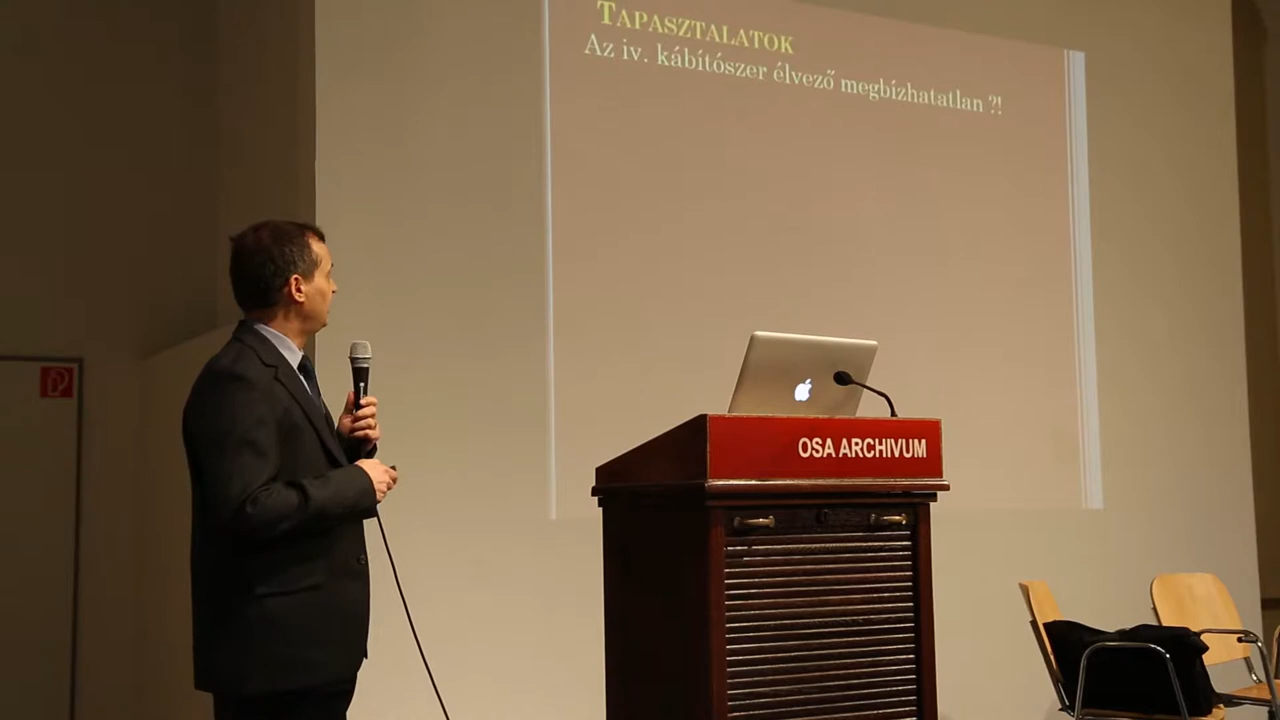 TAPASZTALATOK
Az iv. kábítószer élvező megbízhatatlan ?!
OSA ARCHIVUM